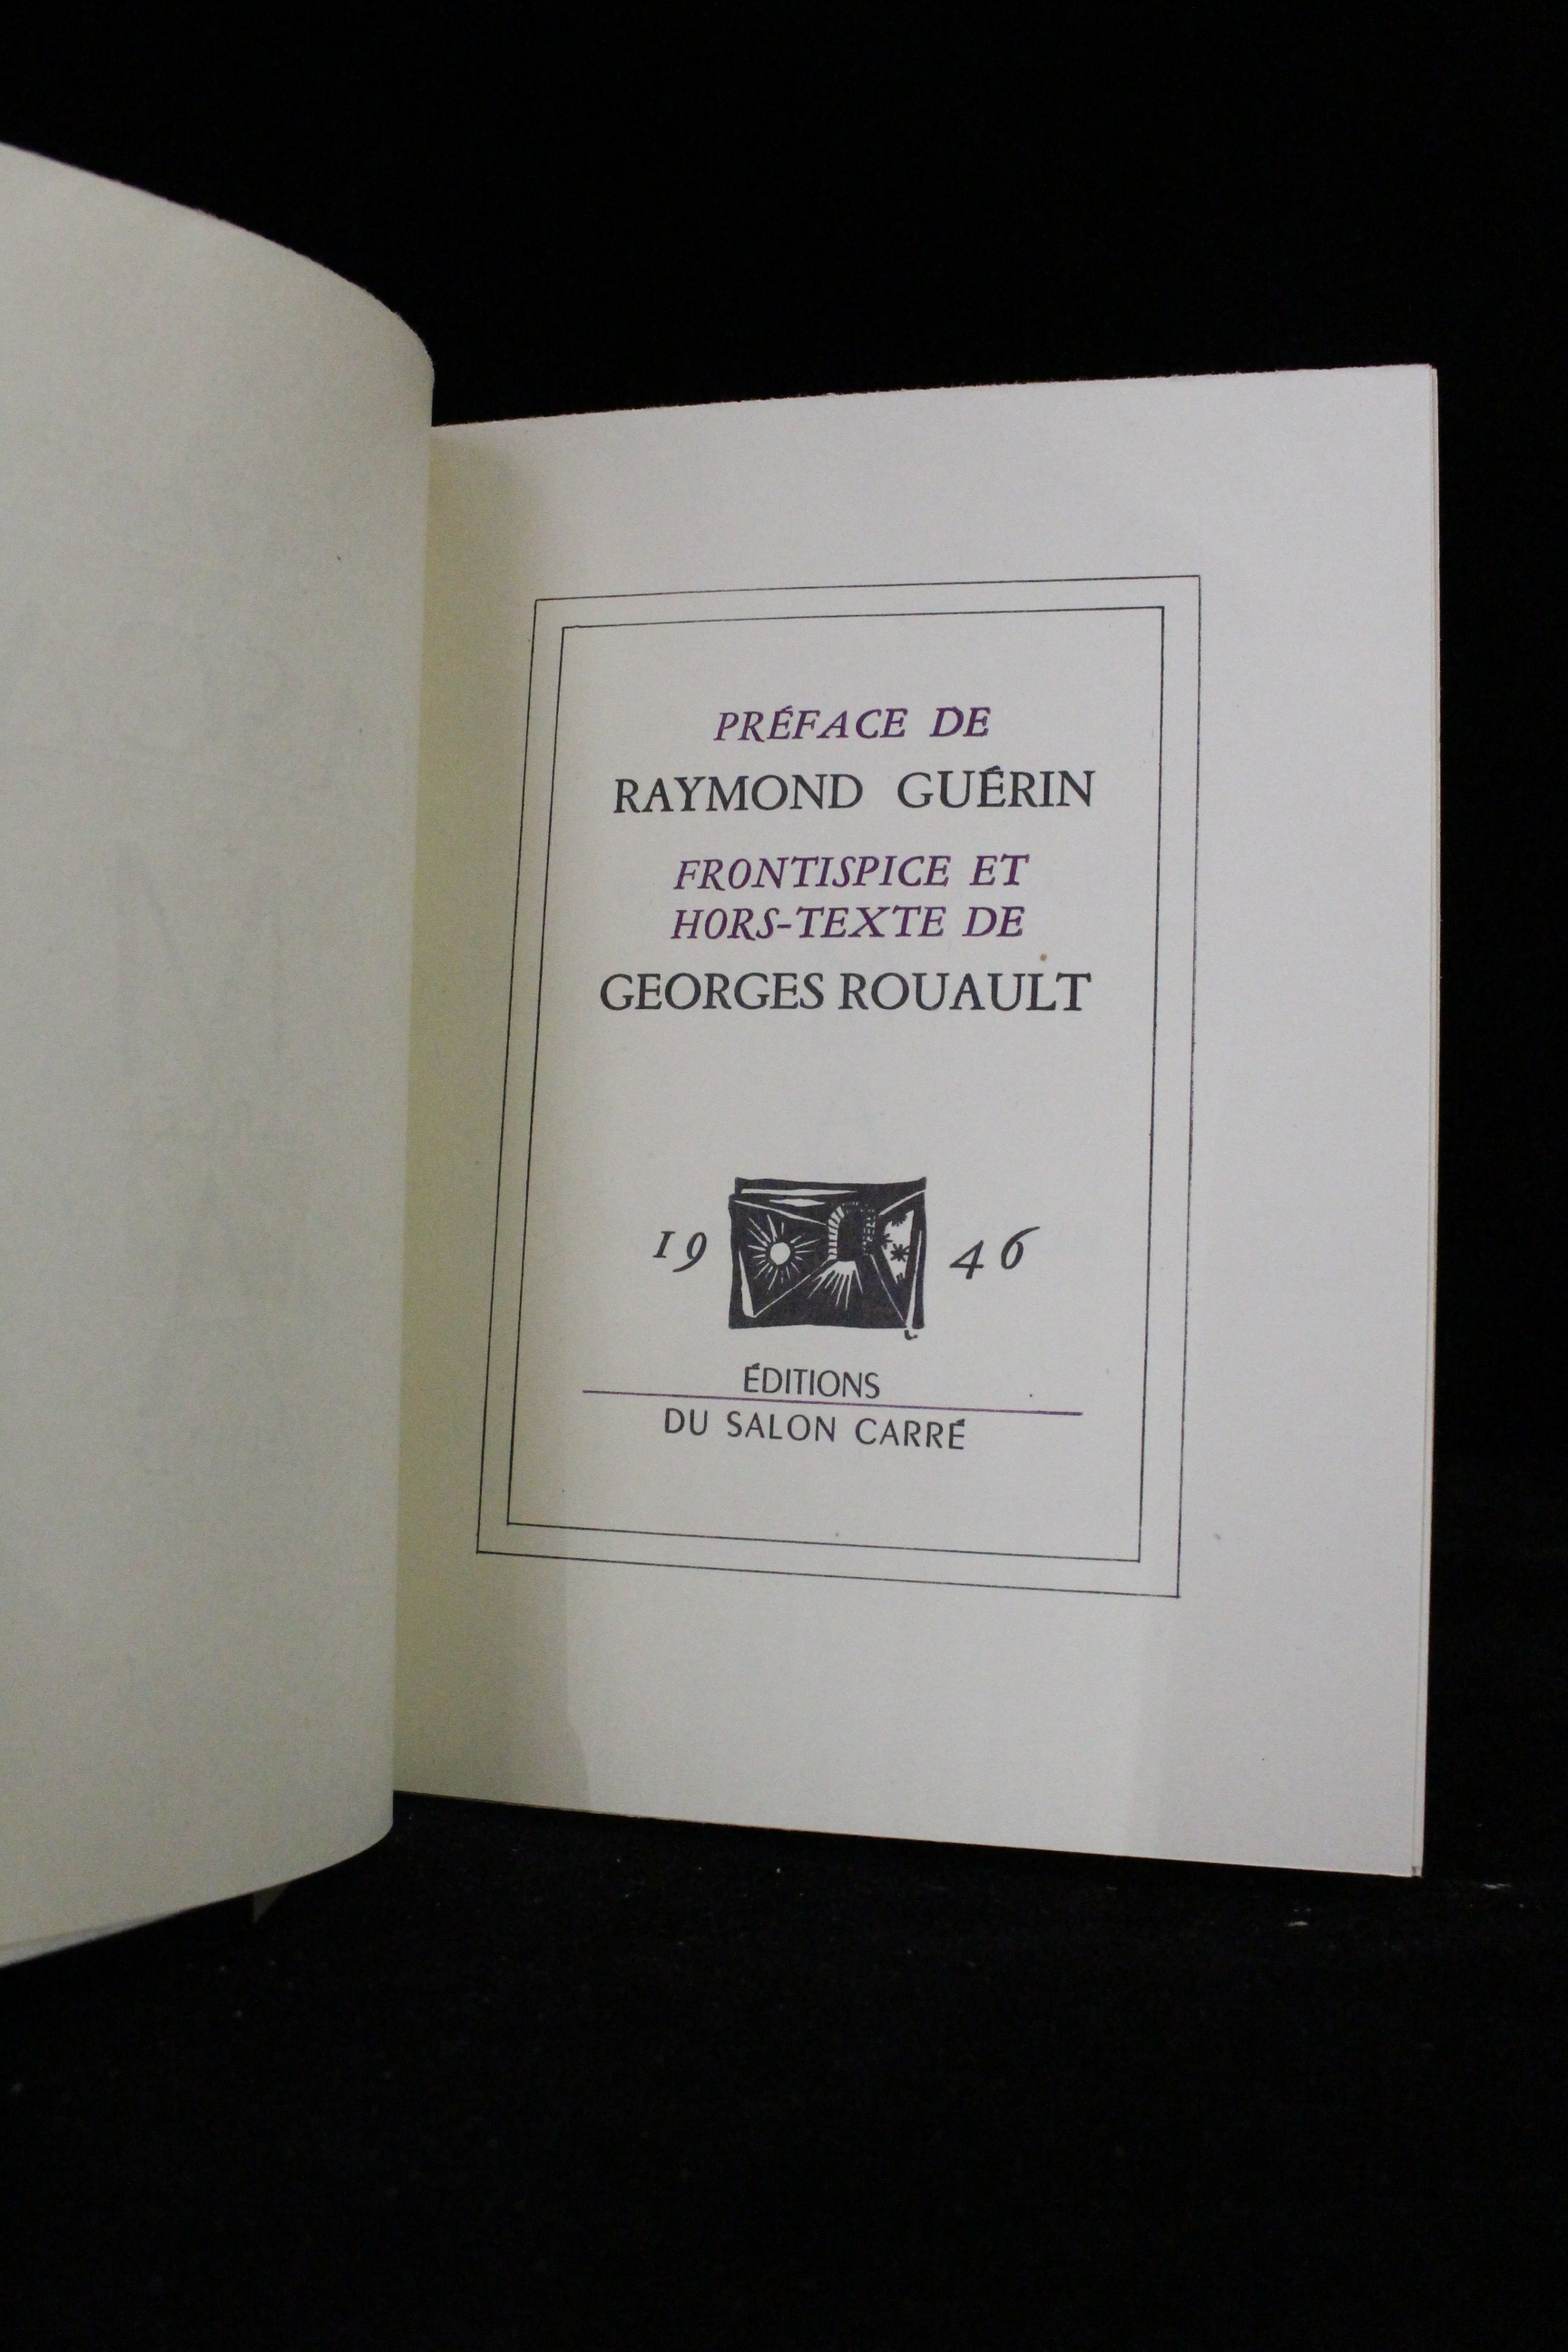 PRÉFACE DE
RAYMOND GUÉRIN
FRONTISPICE ET
HORS-TEXTE DE
GEORGES ROUAULT
19 46
ÉDITIONS
DU SALON CARRÉ